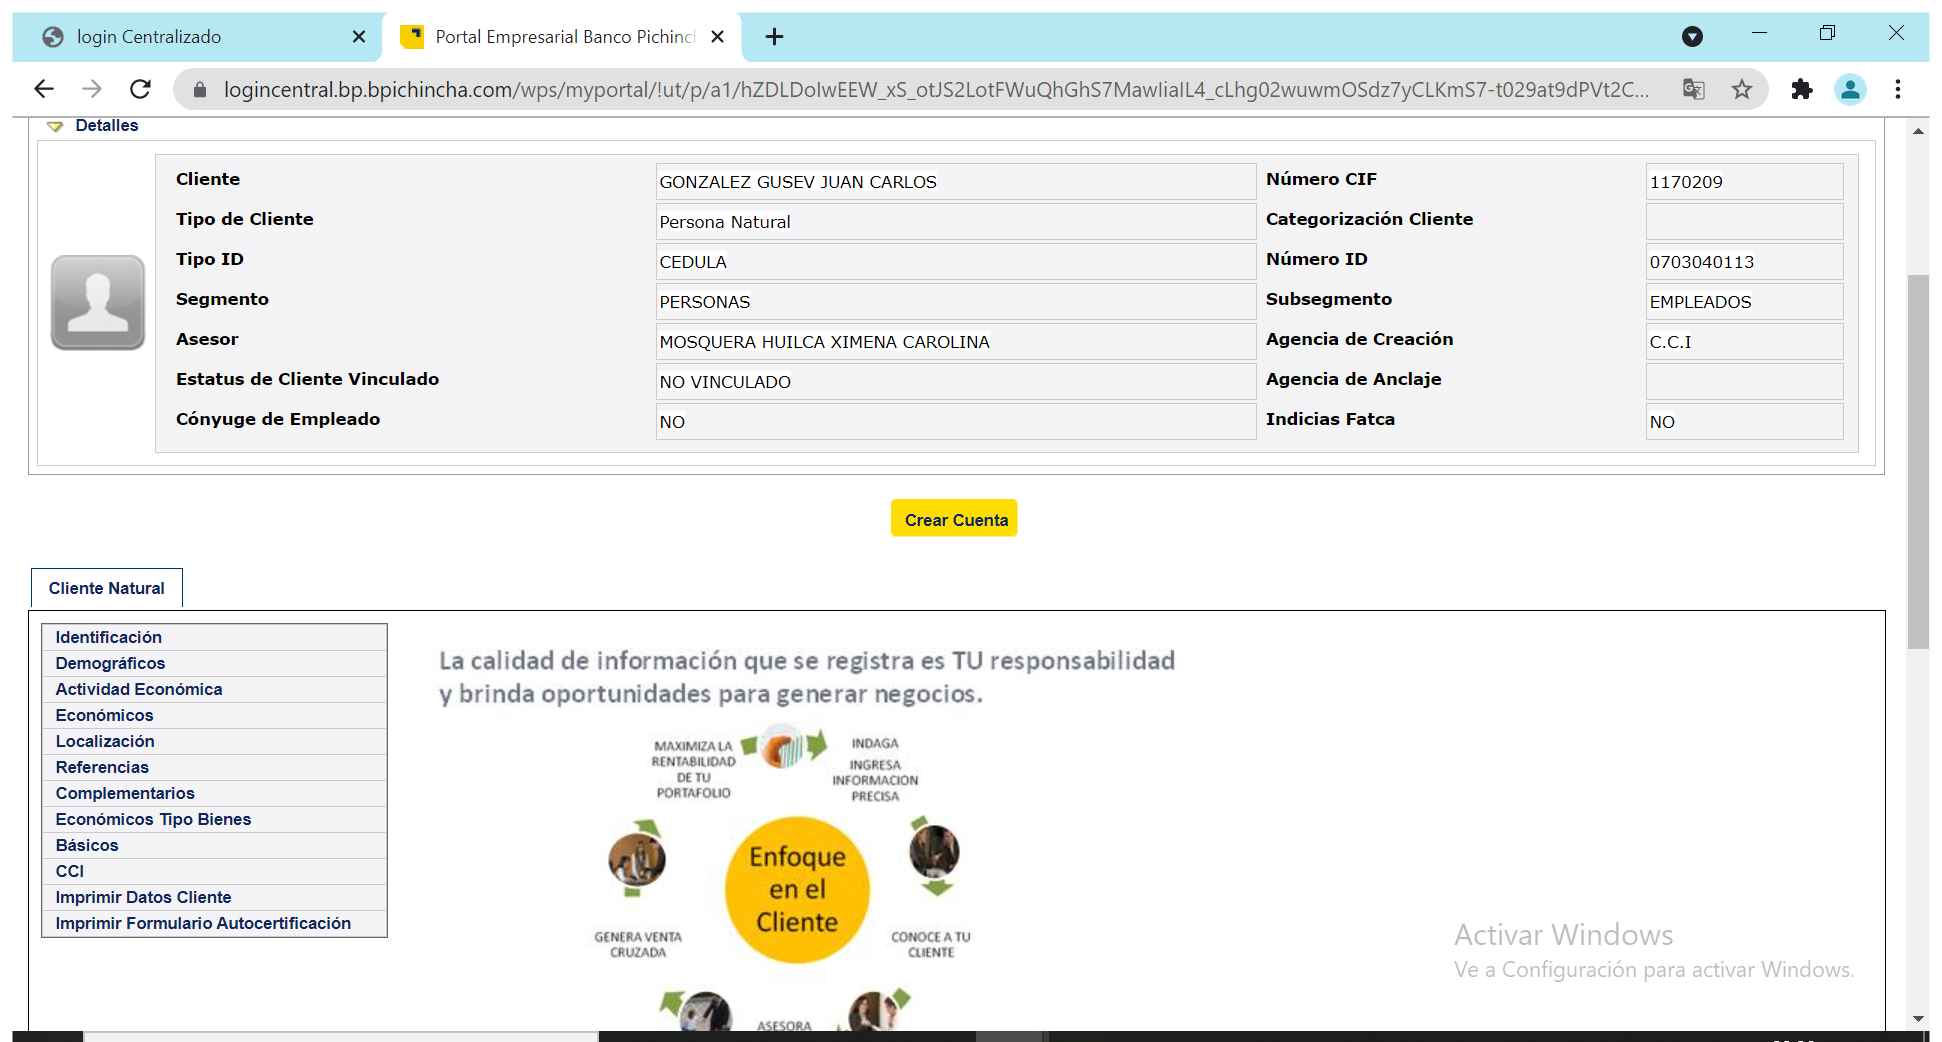 login Centralizado
Portal Empresarial Banco Pichinch
logincentral.bp.bpichincha.com/wps/myportal/!ut/p/a1/hZDLDoIwEEW_xS_otJS2LotFWuQhGhS7MawIiaIL4_cLhg02wuwmOSdz7yCLKmS7-t029at9dPVt2C...
Detalles
Cliente GONZALEZ GUSEV JUAN CARLOS Número CIF 1170209
Tipo de Cliente Persona Natural Categorización Cliente
Tipo ID CEDULA Número ID 0703040113
Segmento PERSONAS Subsegmento EMPLEADOS
Asesor MOSQUERA HUILCA XIMENA CAROLINA Agencia de Creación C.C.I
Estatus de Cliente Vinculado NO VINCULADO Agencia de Anclaje
Cónyuge de Empleado NO Indicias Fatca NO
Crear Cuenta
Cliente Natural
Identificación
Demográficos
Actividad Económica
Económicos
Localización
Referencias
Complementarios
Económicos Tipo Bienes
Básicos
CCI
Imprimir Datos Cliente
Imprimir Formulario Autocertificación
La calidad de información que se registra es TU responsabilidad
y brinda oportunidades para generar negocios.
MAXIMIZA LA
RENTABILIDAD
DE TU
PORTAFOLIO
INDAGA
INGRESA
INFORMACION
PRECISA
Enfoque
en el
Cliente
GENERA VENTA
CRUZADA
CONOCE A TU
CLIENTE
ASESORA
Activar Windows
Ve a Configuración para activar Windows.